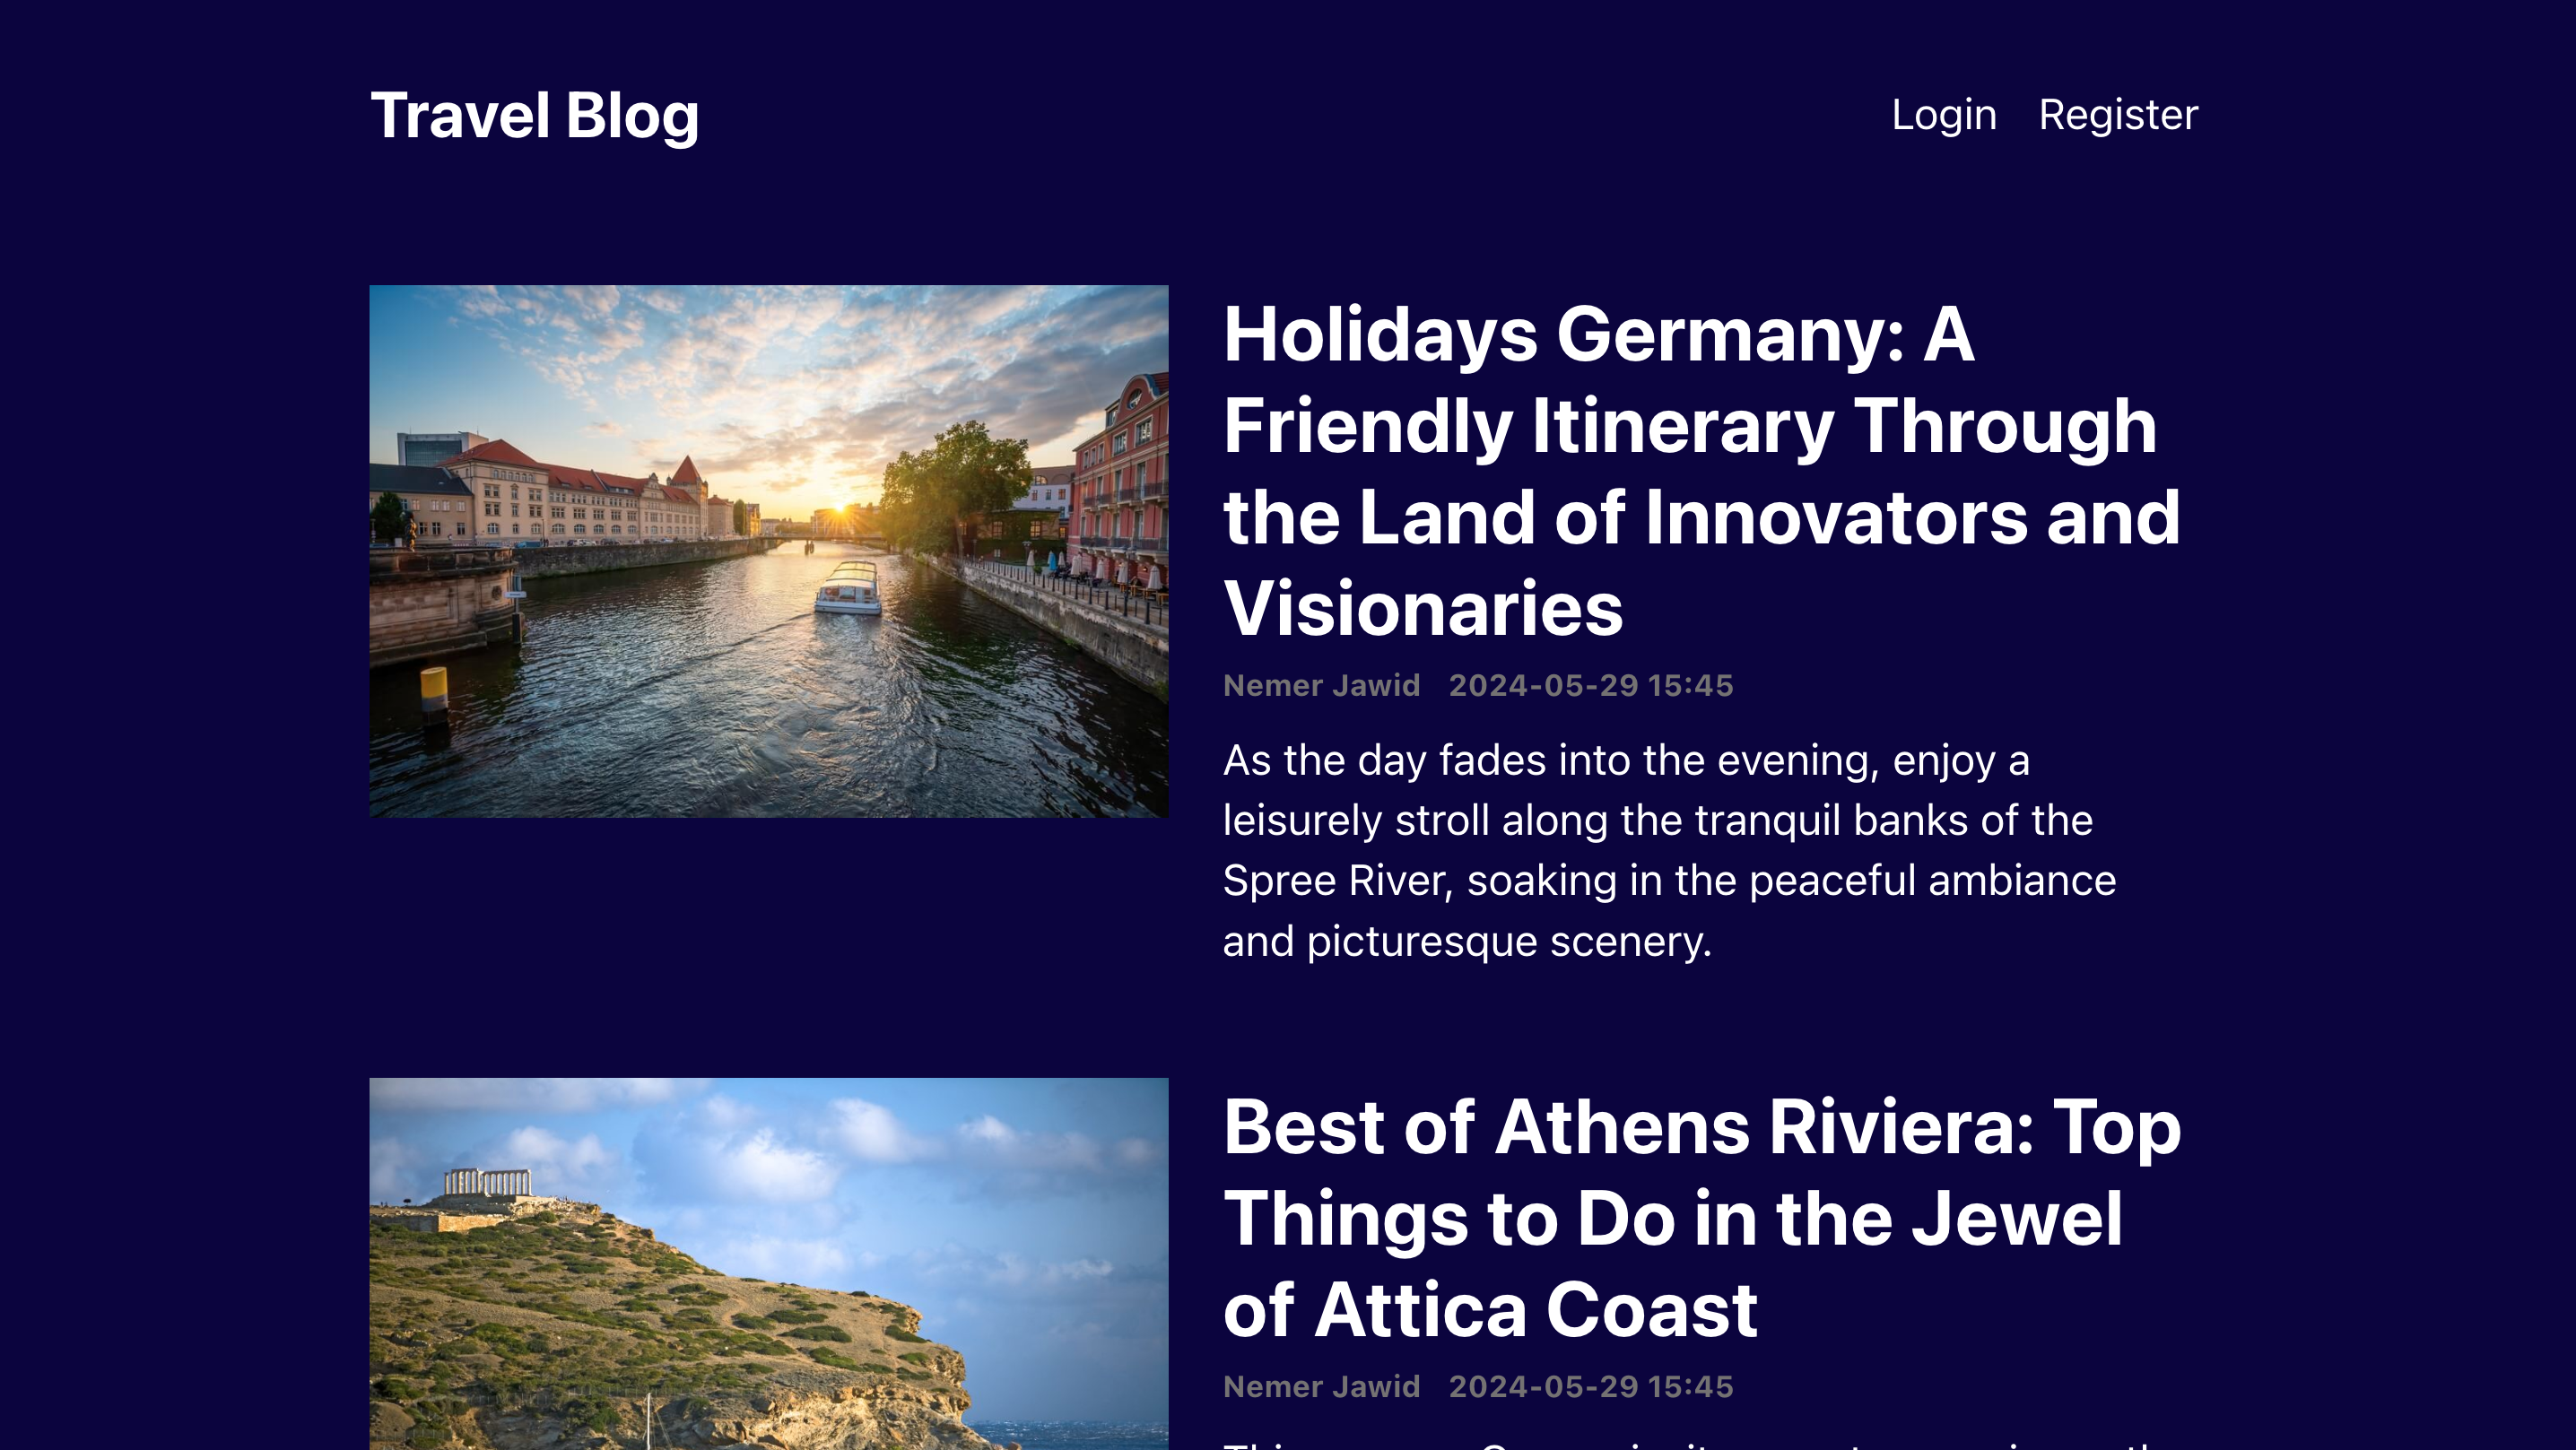 Travel Blog
Login Register
Holidays Germany: A
Friendly Itinerary Through
the Land of Innovators and
Visionaries
Nemer Jawid 2024-05-29 15:45
As the day fades into the evening, enjoy a
leisurely stroll along the tranquil banks of the
Spree River, soaking in the peaceful ambiance
and picturesque scenery.
Best of Athens Riviera: Top
Things to Do in the Jewel
of Attica Coast
Nemer Jawid 2024-05-29 15:45